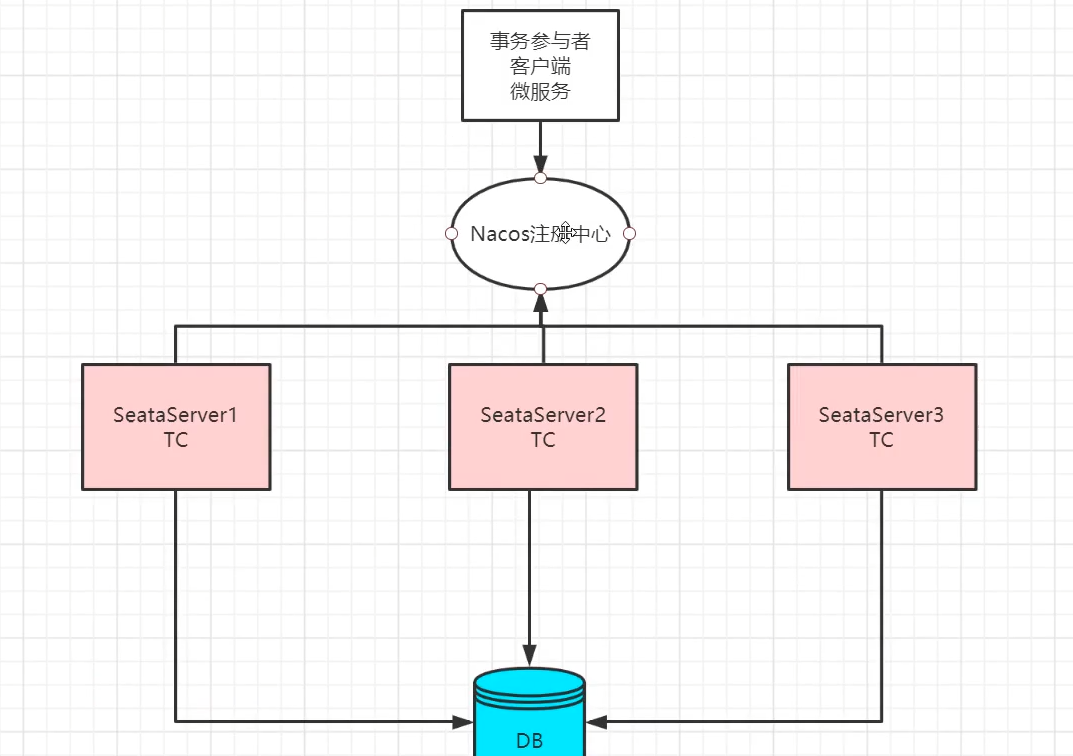 事务参与者
客户端
微服务
Nacos注册中心
SeataServer1
TC
SeataServer2
TC
SeataServer3
TC
DB